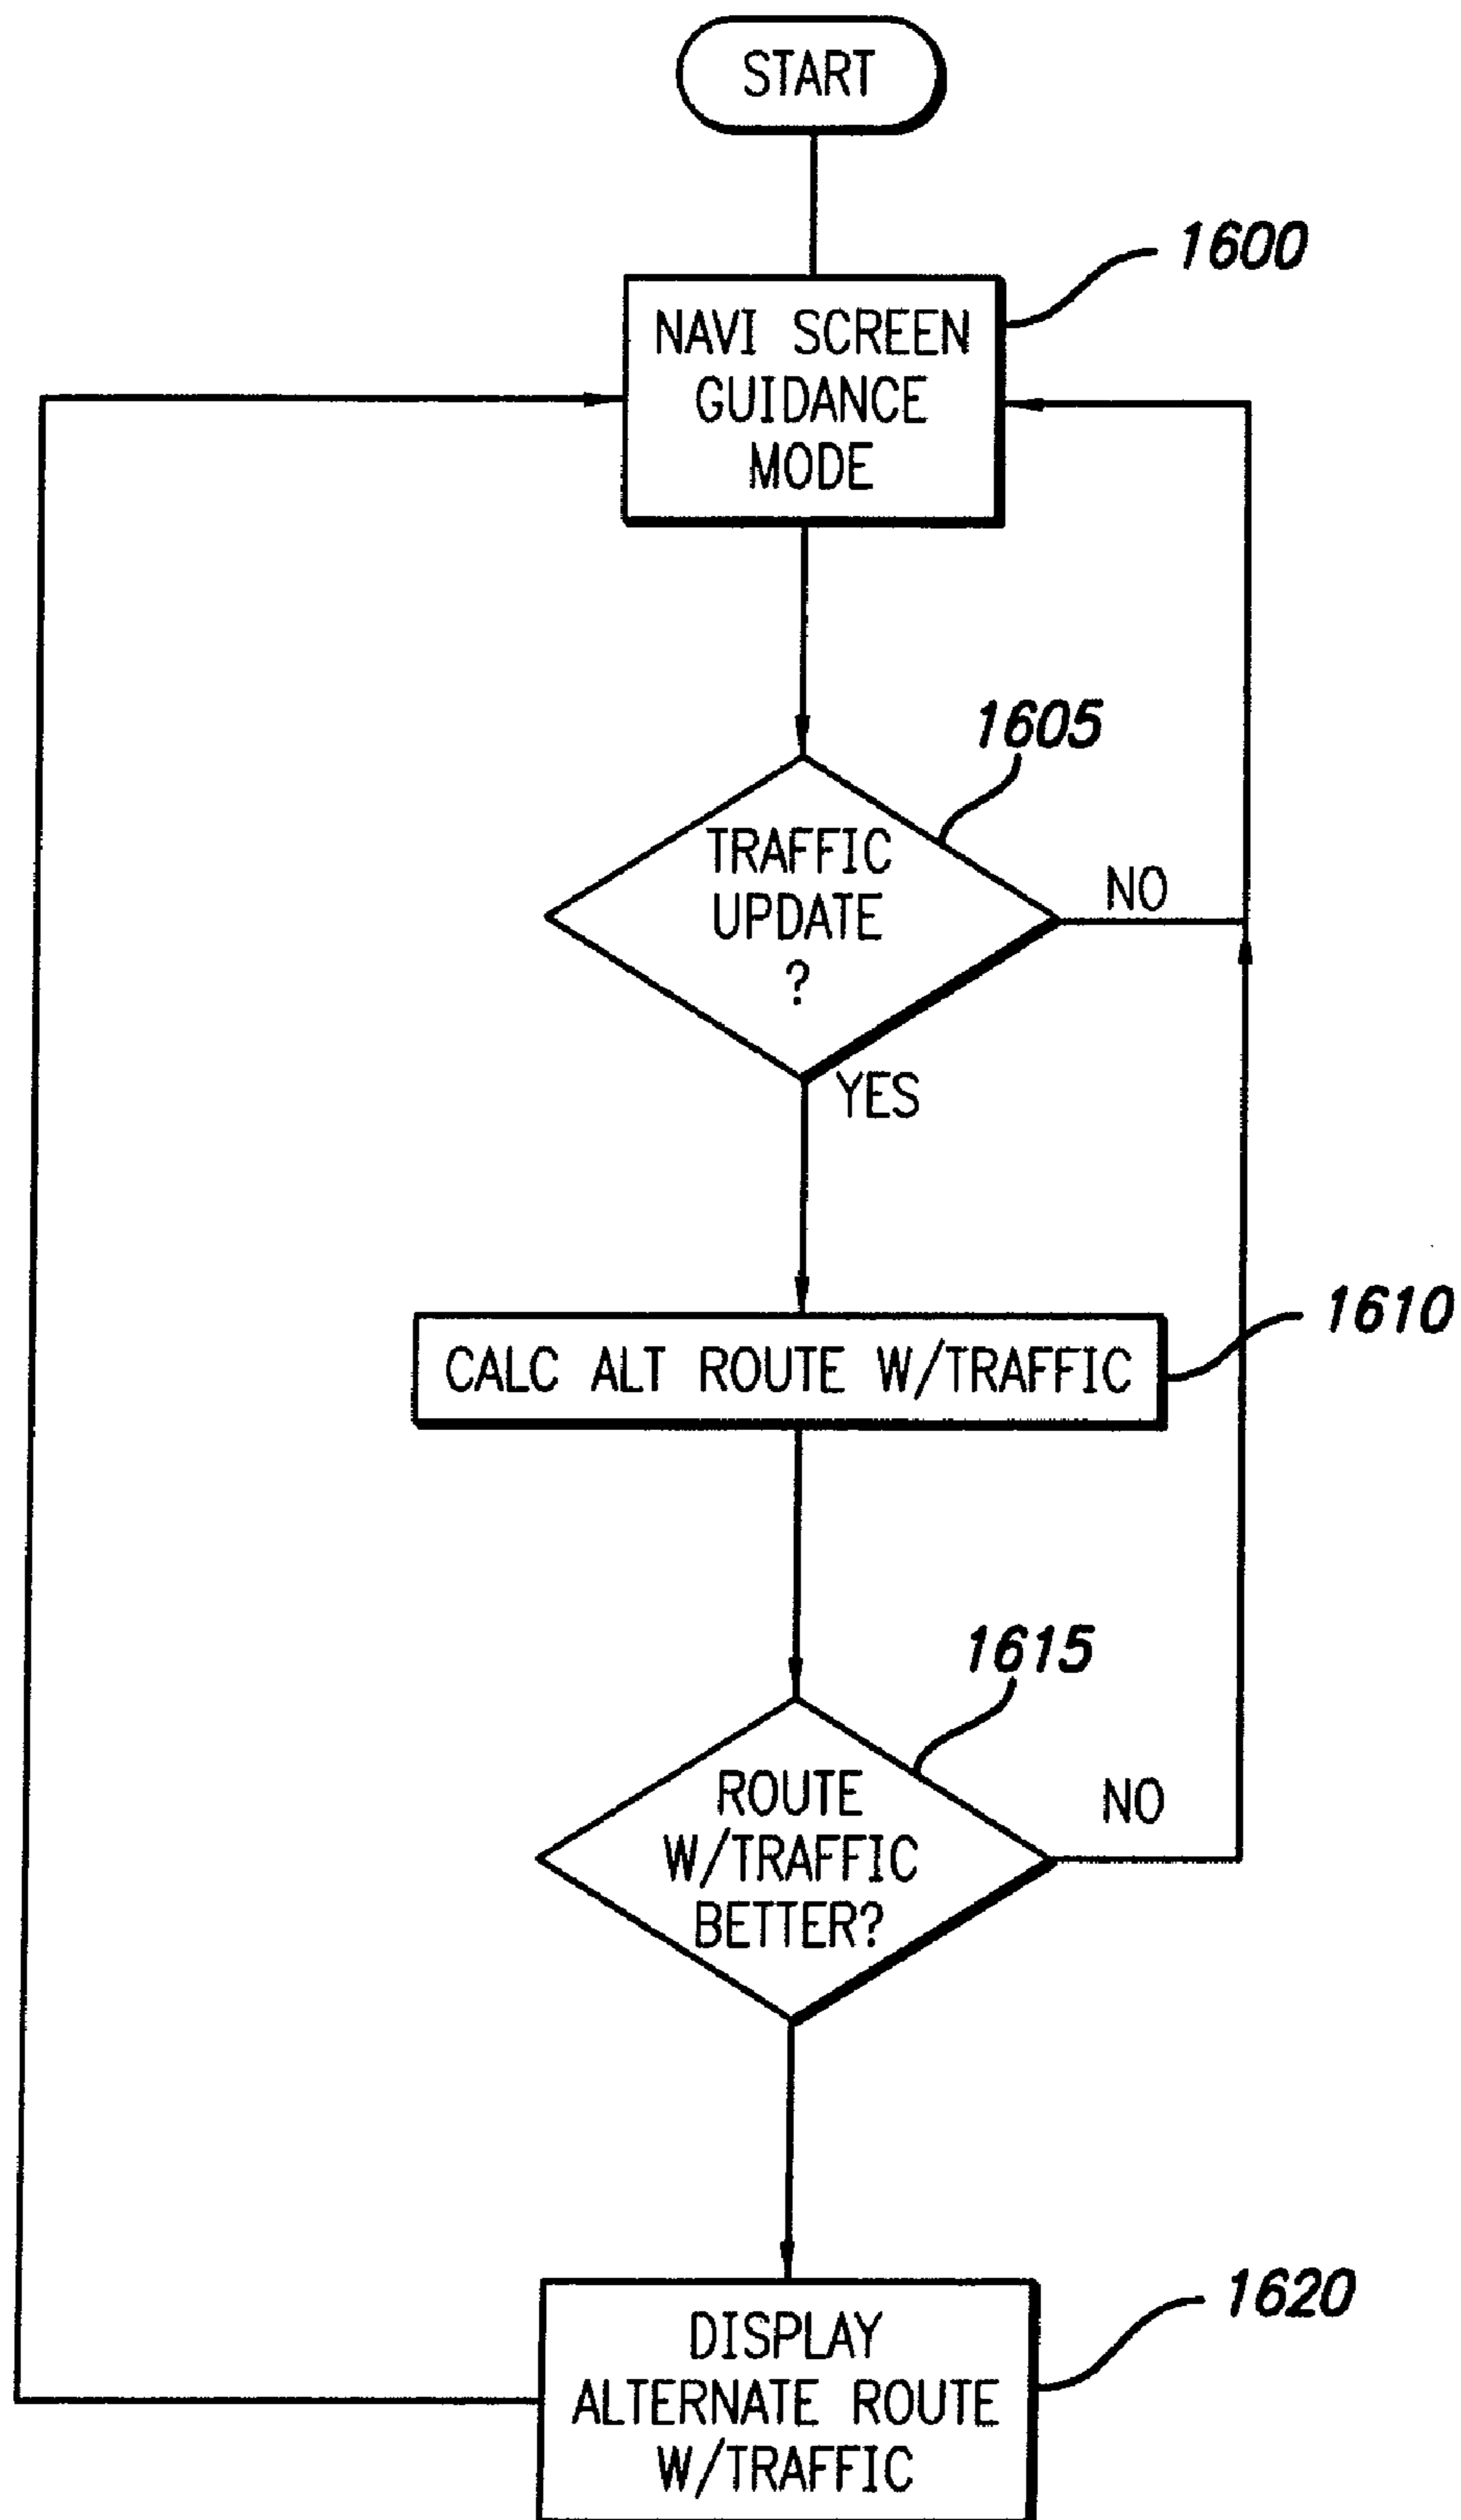 START
1600
NAVI SCREEN
GUIDANCE
MODE
1605
TRAFFIC
UPDATE
?
NO
YES
1610
CALC ALT ROUTE W/TRAFFIC
1615
ROUTE
W/TRAFFIC
BETTER?
NO
1620
DISPLAY
ALTERNATE ROUTE
W/TRAFFIC